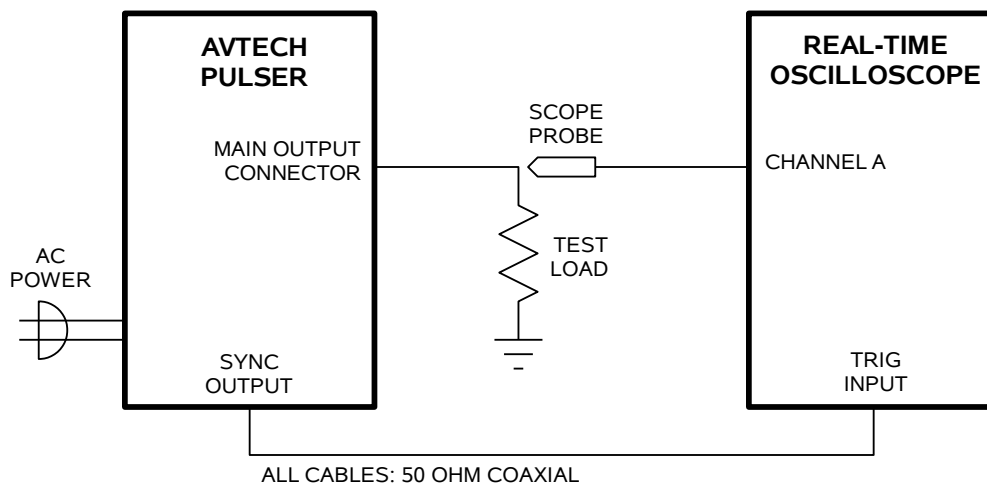 AVTECH
PULSER
REAL-TIME
OSCILLOSCOPE
SCOPE
PROBE
MAIN OUTPUT
CONNECTOR
CHANNEL A
TEST
LOAD
AC
POWER
SYNC
OUTPUT
TRIG
INPUT
ALL CABLES: 50 OHM COAXIAL